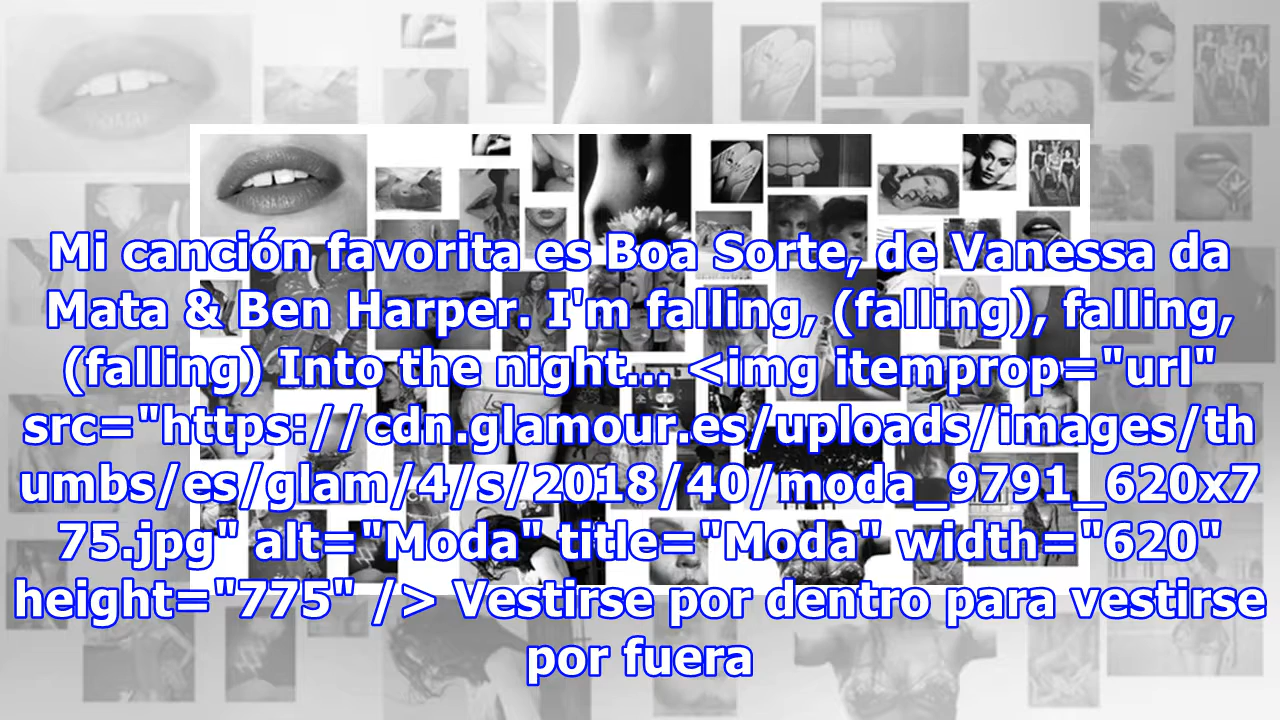 Mi canción favorita es Boa Sorte, de Vanessa da
Mata & Ben Harper. I'm falling, (falling), falling,
(falling) Into the night... <img itemprop="url"
src="https://cdn.glamour.es/uploads/images/th
umbs/es/glam/4/s/2018/40/moda_9791_620x7
75.jpg" alt="Moda" title="Moda" width="620"
height="775" /> Vestirse por dentro para vestirse
por fuera